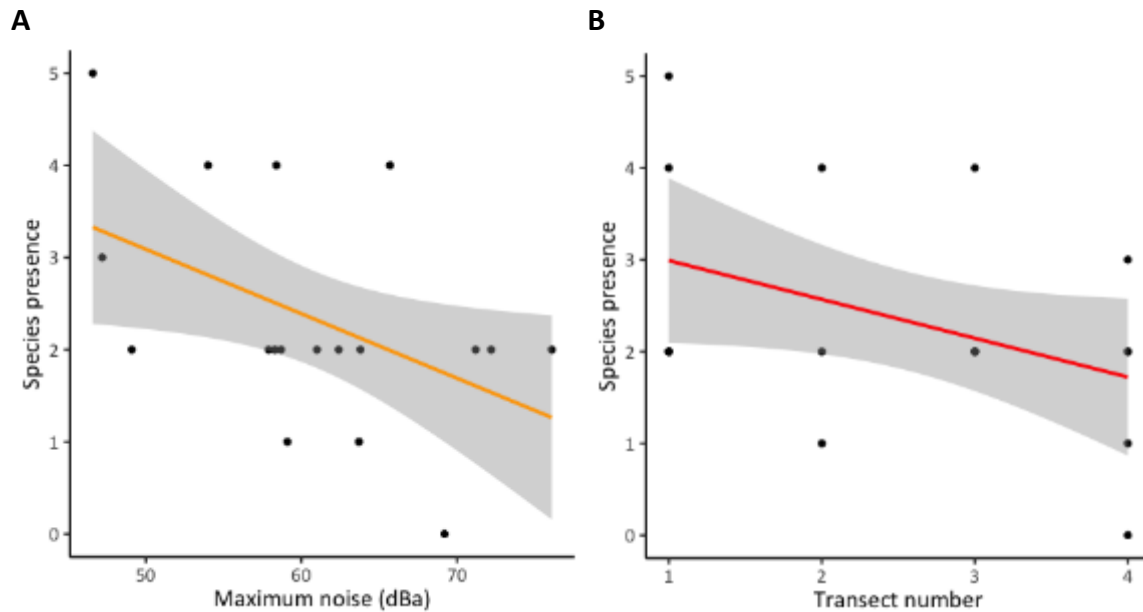 A
B
5
4
3
2
1
0
Species presence
50 60 70
Maximum noise (dBa)
5
4
3
2
1
0
Species presence
1 2 3 4
Transect number